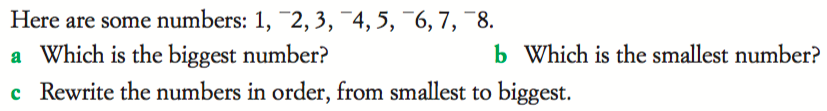 Here are some numbers: 1, ⁻2, 3, ⁻4, 5, ⁻6, 7, ⁻8.
a Which is the biggest number? b Which is the smallest number?
c Rewrite the numbers in order, from smallest to biggest.